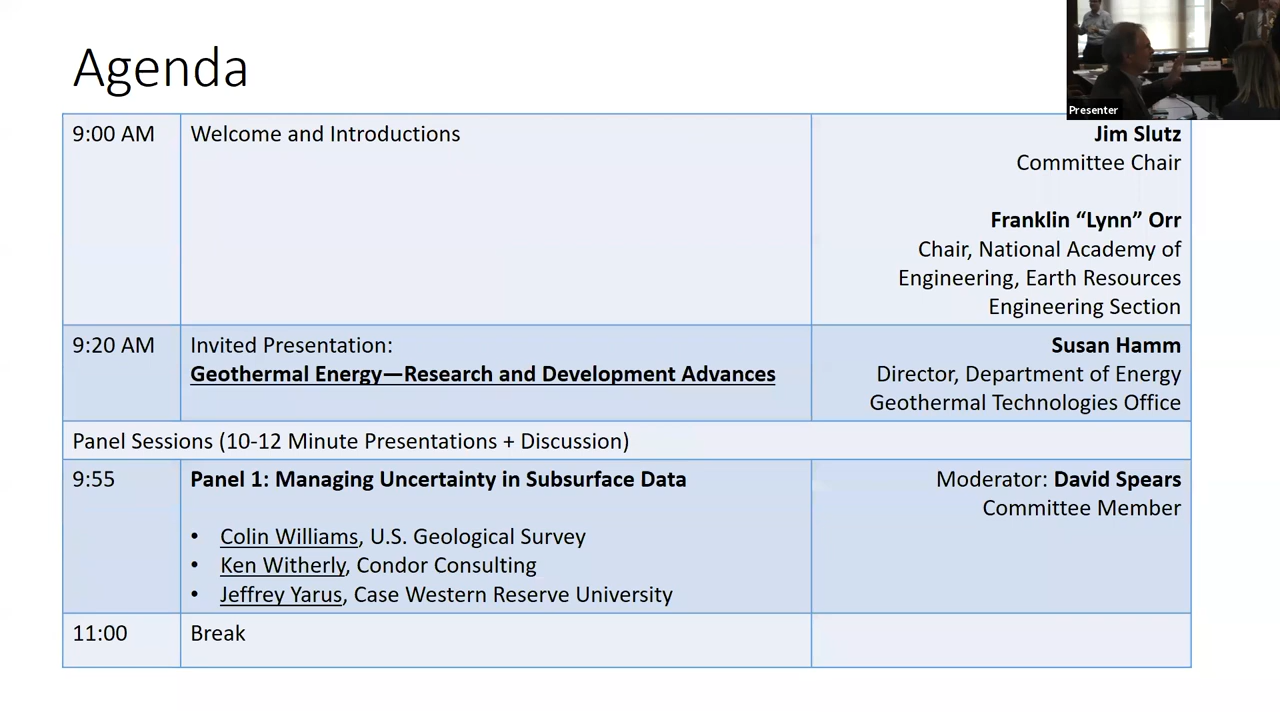 Agenda
Presenter
9:00 AM Welcome and Introductions Jim Slutz
Committee Chair
Franklin “Lynn” Orr
Chair, National Academy of
Engineering, Earth Resources
Engineering Section
9:20 AM Invited Presentation: Susan Hamm
Geothermal Energy—Research and Development Advances Director, Department of Energy
Geothermal Technologies Office
Panel Sessions (10-12 Minute Presentations + Discussion)
9:55 Panel 1: Managing Uncertainty in Subsurface Data Moderator: David Spears
Committee Member
• Colin Williams, U.S. Geological Survey
• Ken Witherly, Condor Consulting
• Jeffrey Yarus, Case Western Reserve University
11:00 Break